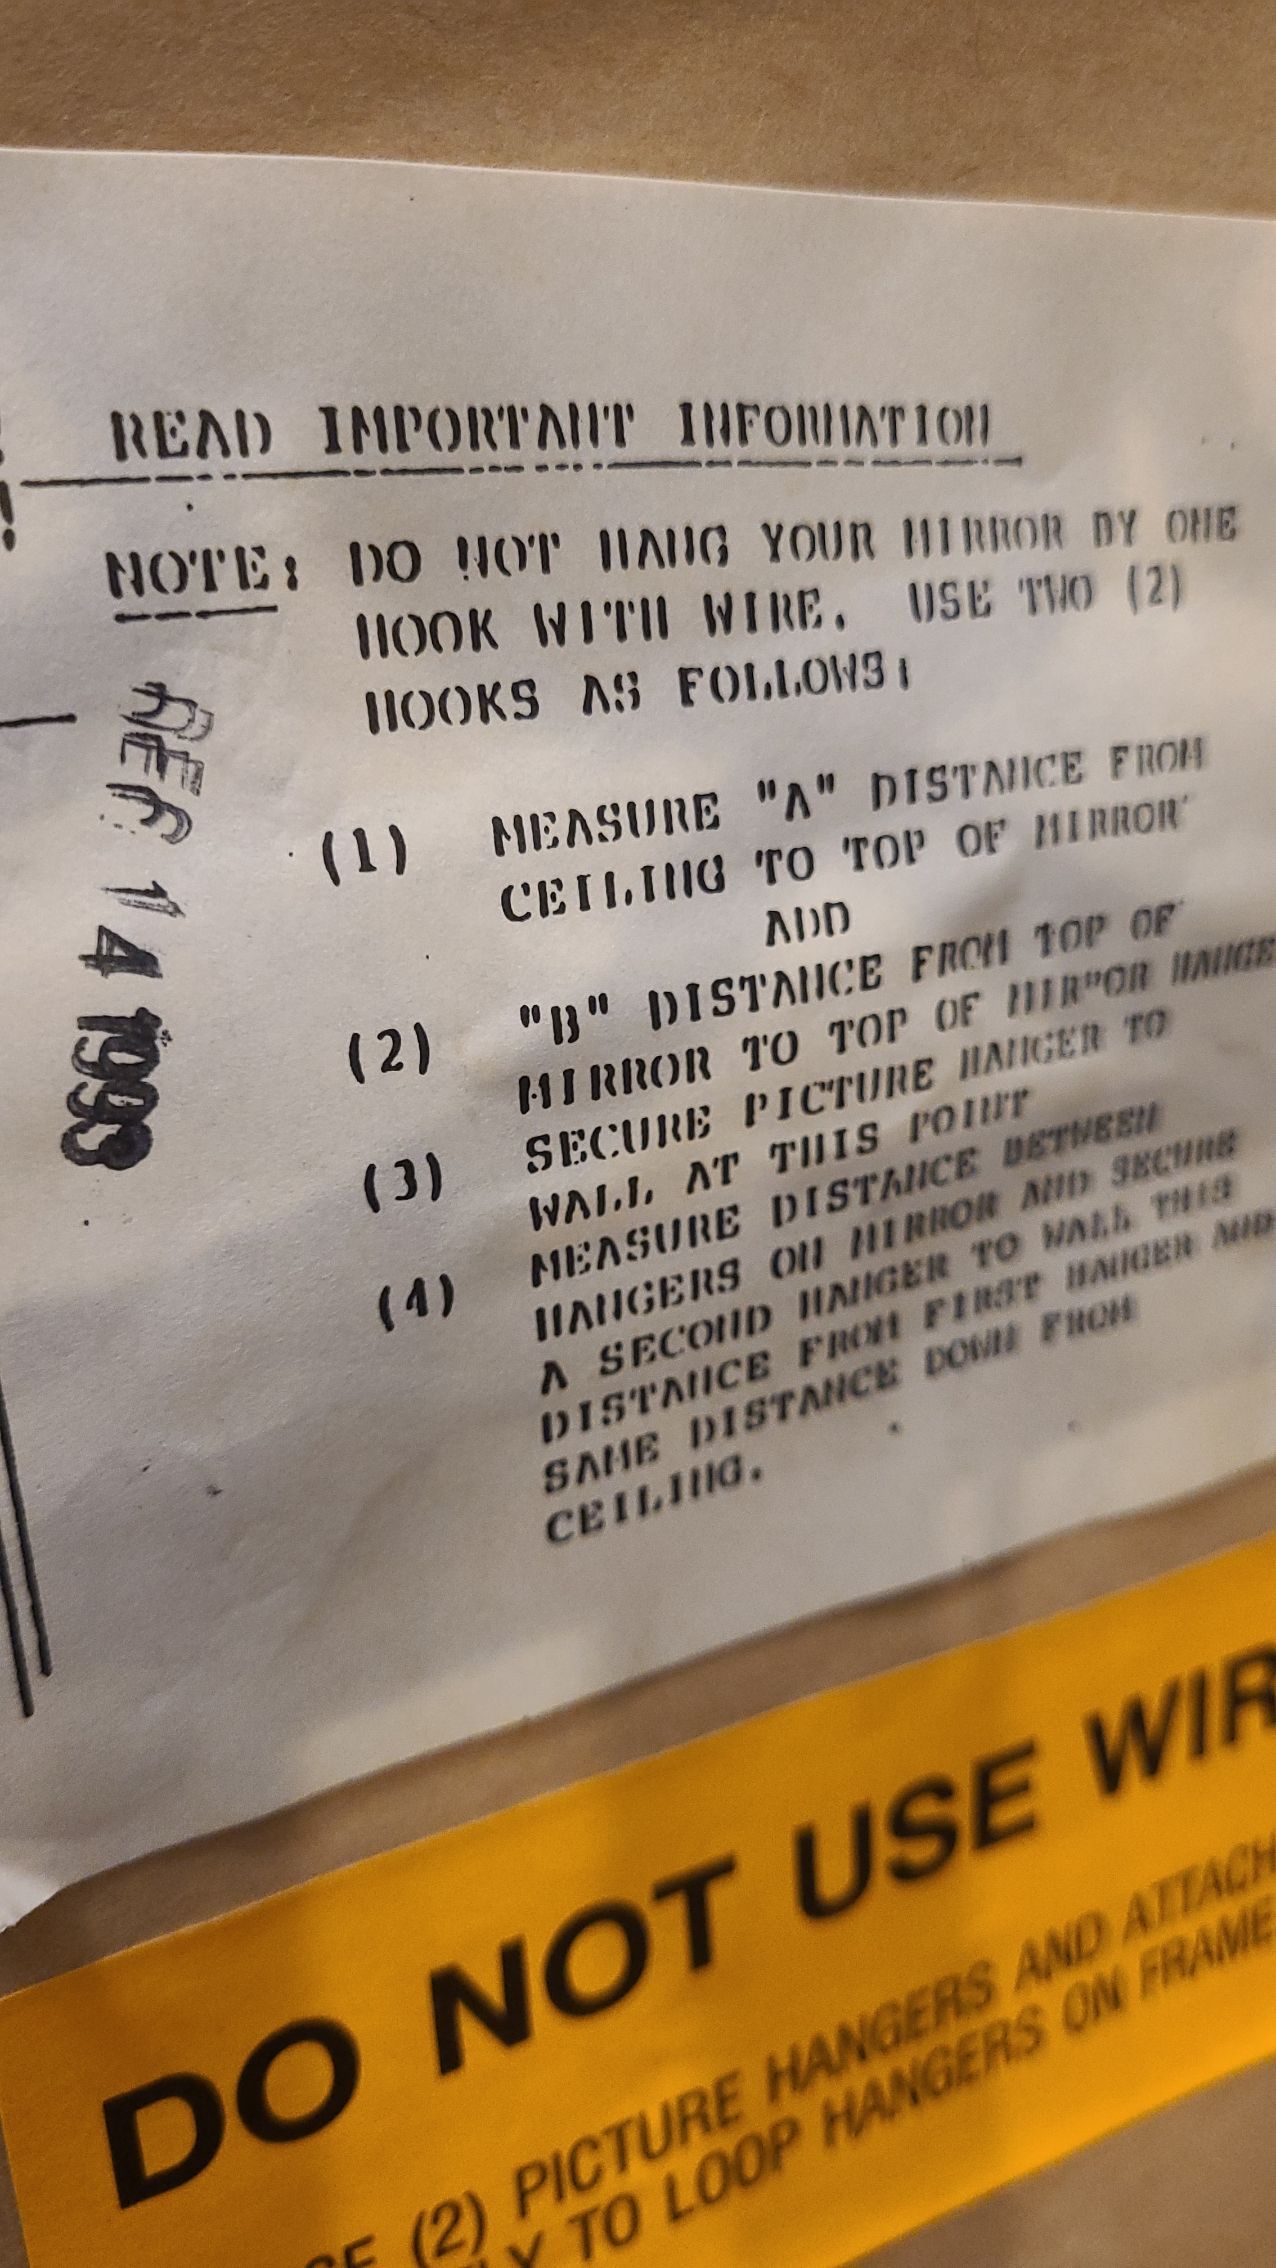 READ IMPORTANT INFORMATION
NOTE: DO NOT HANG YOUR MIRROR BY ONE
HOOK WITH WIRE. USE TWO (2)
HOOKS AS FOLLOWS:
(1) MEASURE "A" DISTANCE FROM
CEILING TO TOP OF MIRROR
ADD
(2) "B" DISTANCE FROM TOP OF
MIRROR TO TOP OF MIRROR HANGE
(3) SECURE PICTURE HANGER TO
WALL AT THIS POINT
(4) MEASURE DISTANCE BETWEEN
HANGERS ON MIRROR AND SECURE
A SECOND HANGER TO WALL THIS
DISTANCE FROM FIRST HANGER AND
SAME DISTANCE DOWN FROM
CEILING.
14 1993
DO NOT USE WIR
(2) PICTURE HANGERS AND ATTACH
LY TO LOOP HANGERS ON FRAME